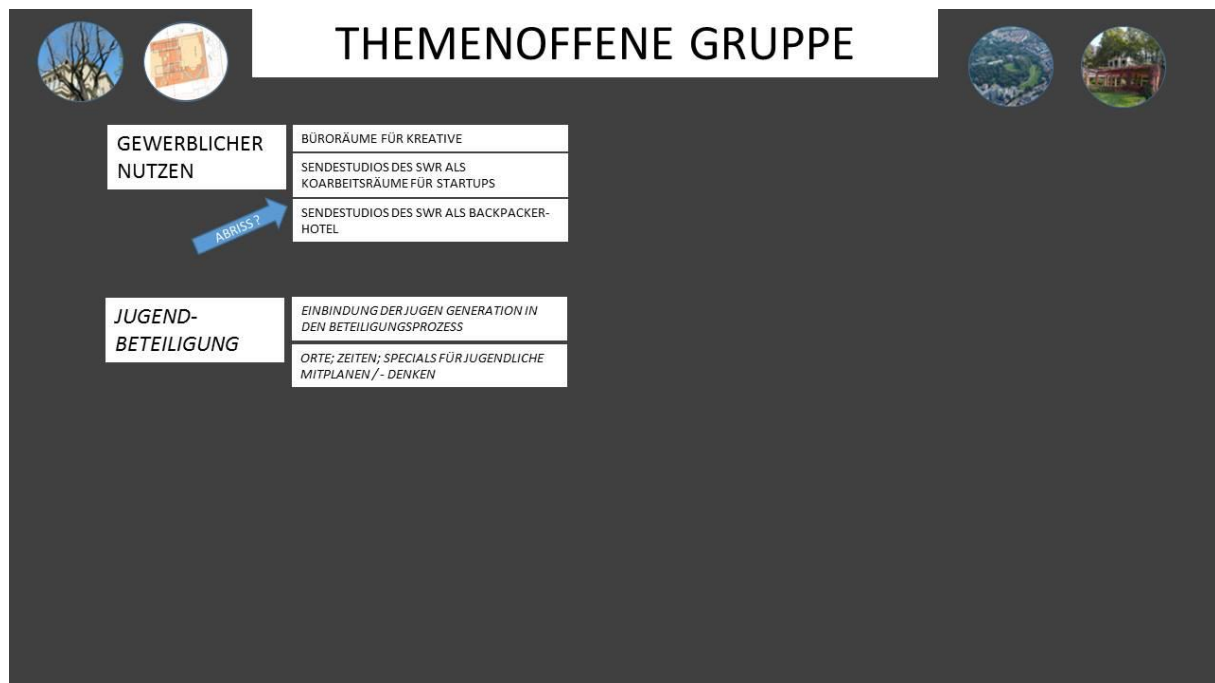 THEMENOFFENE GRUPPE
GEWERBLICHER
NUTZEN
BÜRORÄUME FÜR KREATIVE
SENDESTUDIOS DES SWR ALS
KOARBEITSRÄUME FÜR STARTUPS
SENDESTUDIOS DES SWR ALS BACKPACKER-
HOTEL
ABRISS ?
JUGEND-
BETEILIGUNG
EINBINDUNG DER JUGEN GENERATION IN
DEN BETEILIGUNGSPROZESS
ORTE; ZEITEN; SPECIALS FÜR JUGENDLICHE
MITPLANEN / - DENKEN